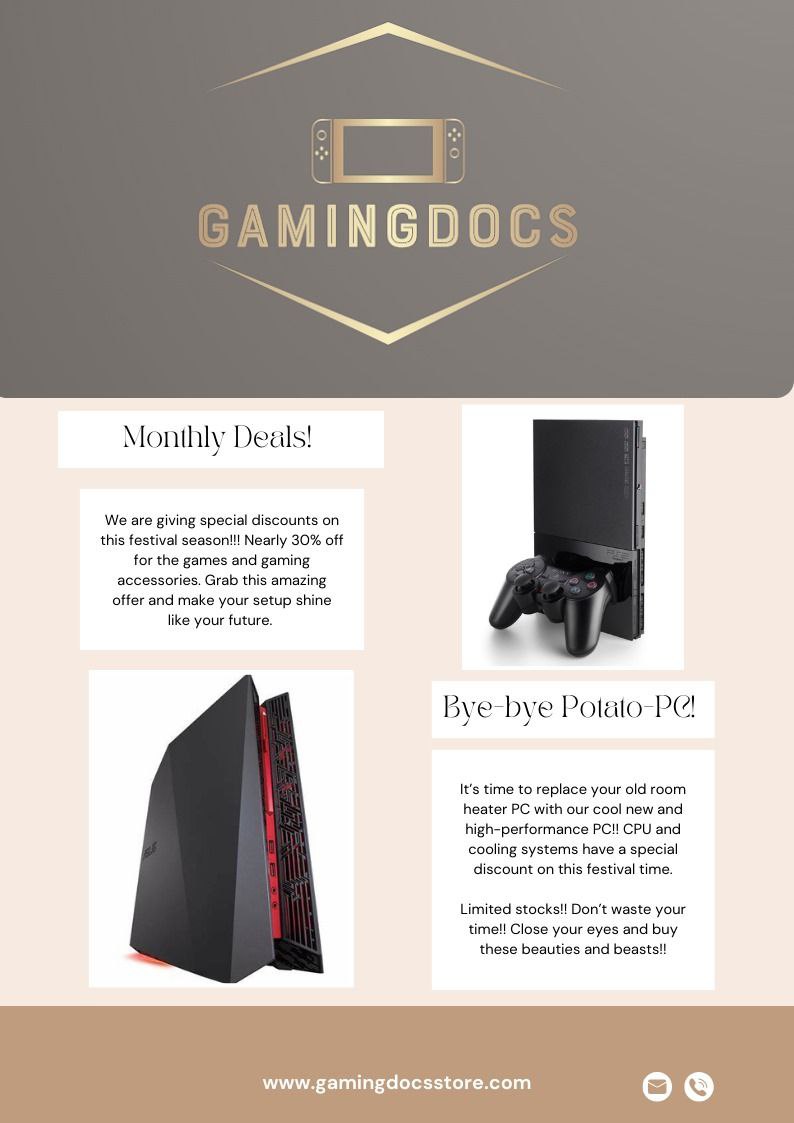 GAMINGDOCS
Monthly Deals!
We are giving special discounts on
this festival season!!! Nearly 30% off
for the games and gaming
accessories. Grab this amazing
offer and make your setup shine
like your future.
Bye-bye Potato-PC!
It’s time to replace your old room
heater PC with our cool new and
high-performance PC!! CPU and
cooling systems have a special
discount on this festival time.
Limited stocks!! Don’t waste your
time!! Close your eyes and buy
these beauties and beasts!!
www.gamingdocsstore.com